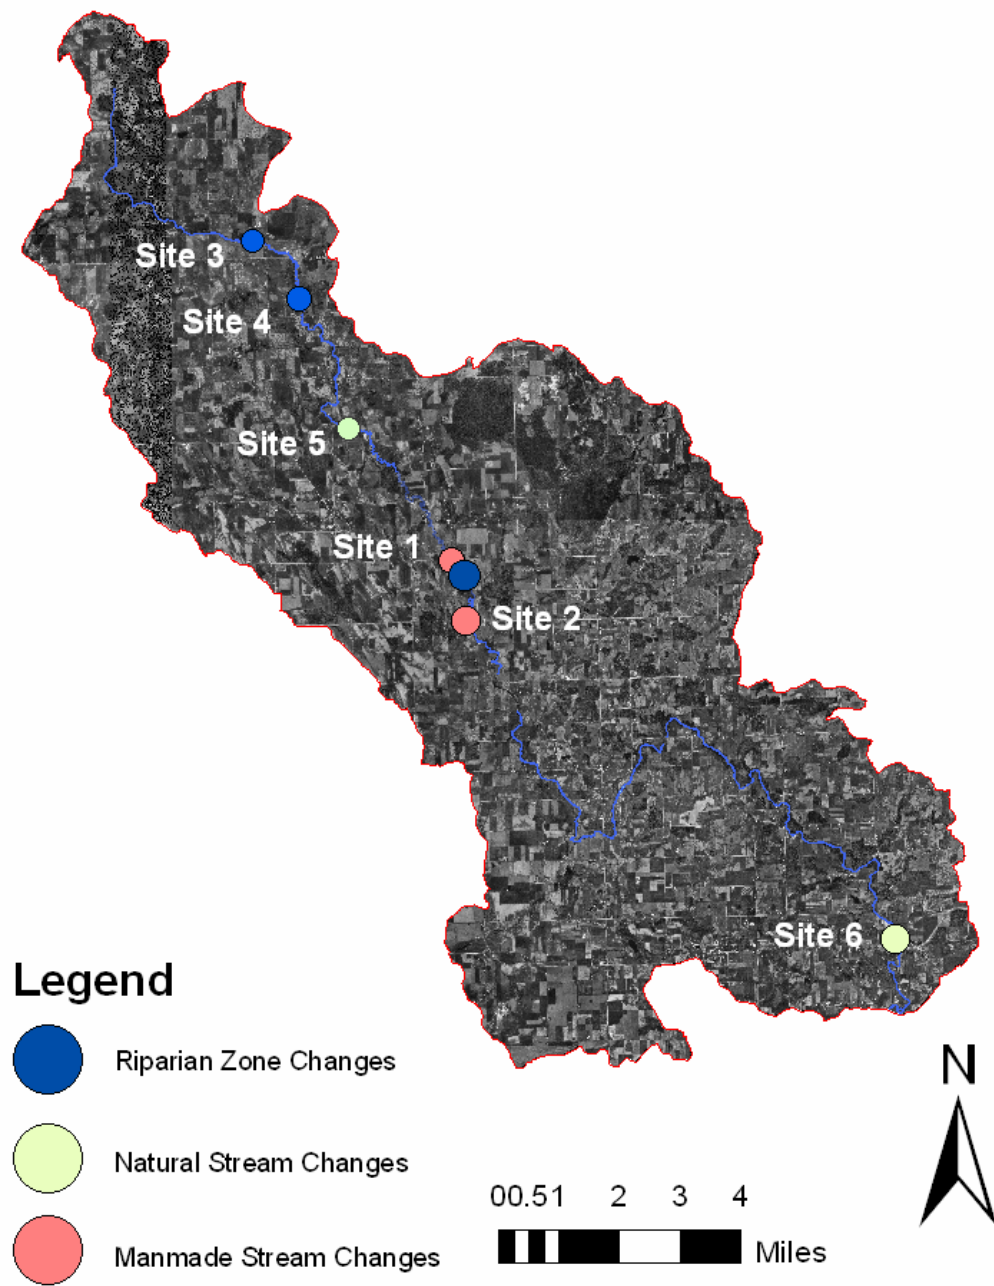 Site 3
Site 4
Site 5
Site 1
Site 2
Site 6
Legend
Riparian Zone Changes
Natural Stream Changes
Manmade Stream Changes
N
00.51 2 3 4
Miles